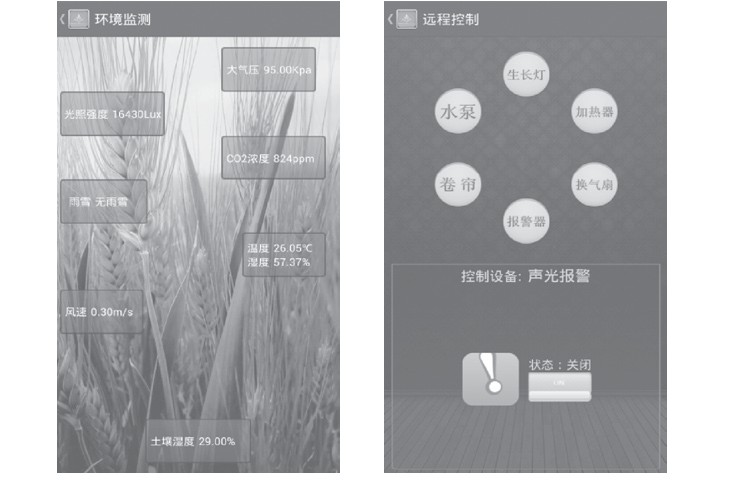 环境监测
大气压 95.00Kpa
光照强度 16430Lux
CO2浓度 824ppm
雨雪 无雨雪
温度 26.05℃
湿度 57.37%
风速 0.30m/s
土壤湿度 29.00%
远程控制
生长灯
水泵
加热器
卷帘
换气扇
报警器
控制设备: 声光报警
状态：关闭